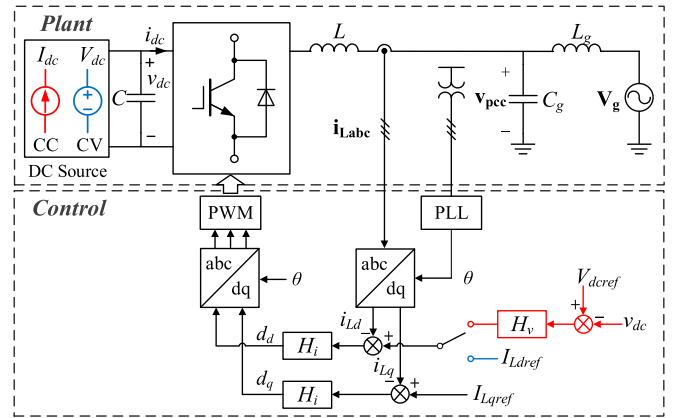 Plant
I_dc V_dc
CC CV
DC Source
i_dc
+
v_dc
−
C
L
i_Labc
+
v_pcc
−
C_g
L_g
V_g
Control
PWM
PLL
abc
dq
θ
abc
dq
θ
V_dcref
+
−
v_dc
H_v
I_Ldref
i_Ld
− +
d_d
H_i
i_Lq
− +
d_q
H_i
I_Lqref